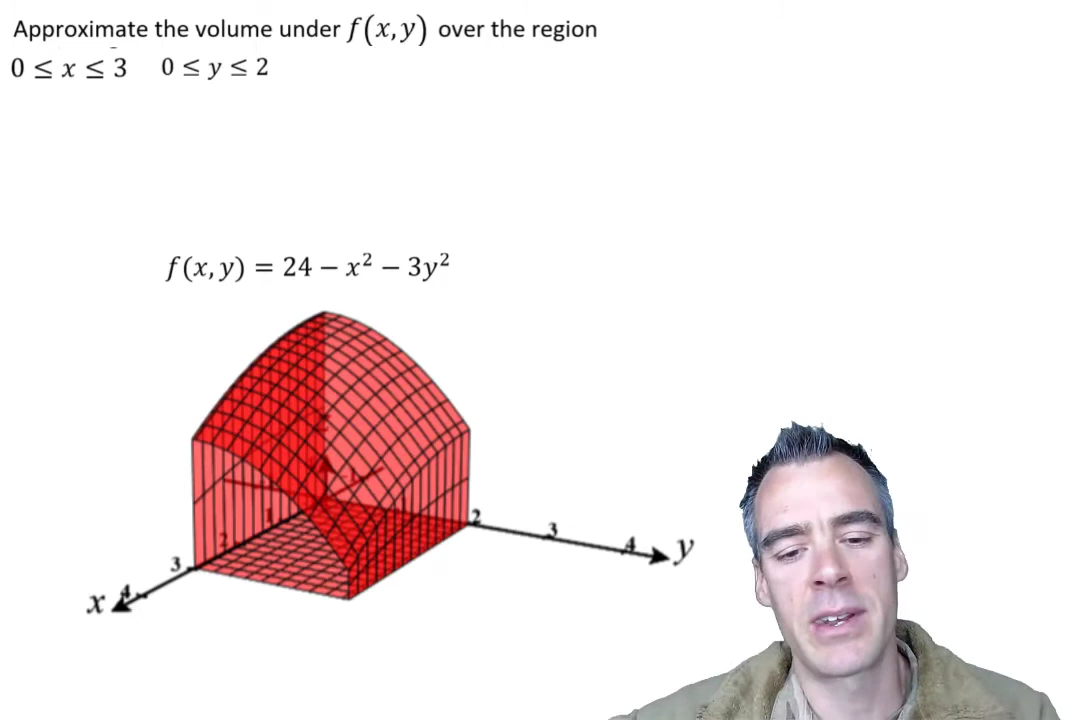 Approximate the volume under f(x,y) over the region
0 ≤ x ≤ 3 0 ≤ y ≤ 2
f(x, y) = 24 − x² − 3y²
2
3
4
y
1
2
3
4
x